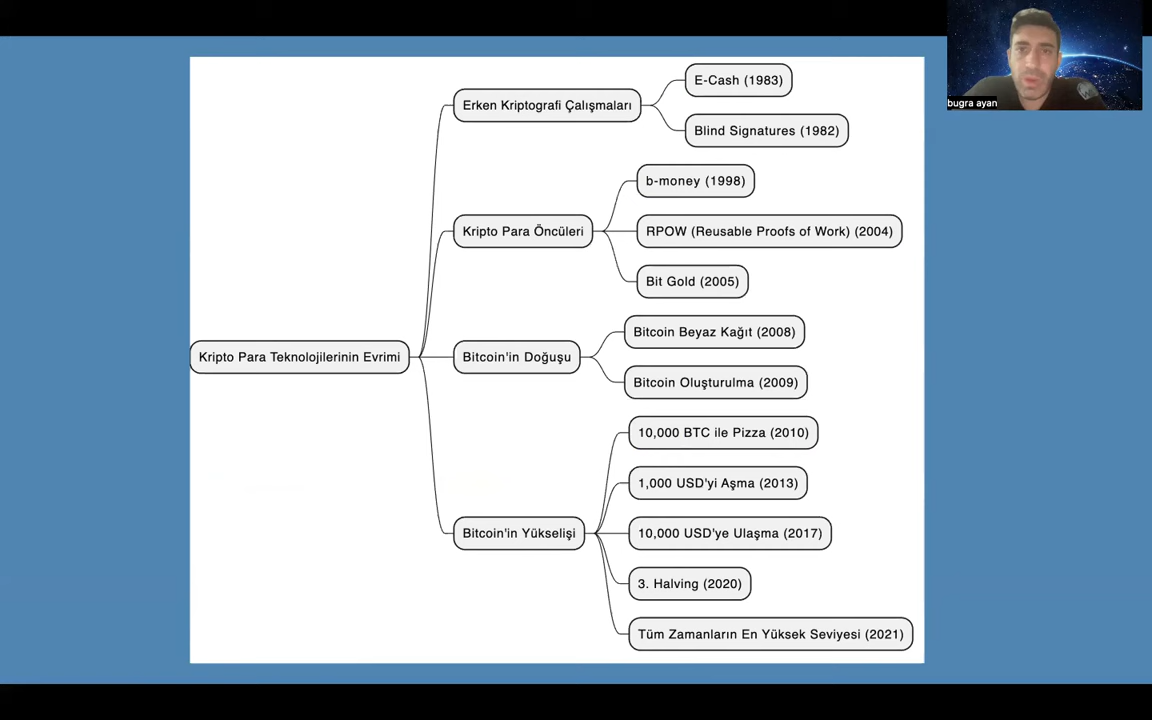 bugra ayan
Kripto Para Teknolojilerinin Evrimi
Erken Kriptografi Çalışmaları
E-Cash (1983)
Blind Signatures (1982)
Kripto Para Öncüleri
b-money (1998)
RPOW (Reusable Proofs of Work) (2004)
Bit Gold (2005)
Bitcoin'in Doğuşu
Bitcoin Beyaz Kağıt (2008)
Bitcoin Oluşturulma (2009)
Bitcoin'in Yükselişi
10,000 BTC ile Pizza (2010)
1,000 USD'yi Aşma (2013)
10,000 USD'ye Ulaşma (2017)
3. Halving (2020)
Tüm Zamanların En Yüksek Seviyesi (2021)